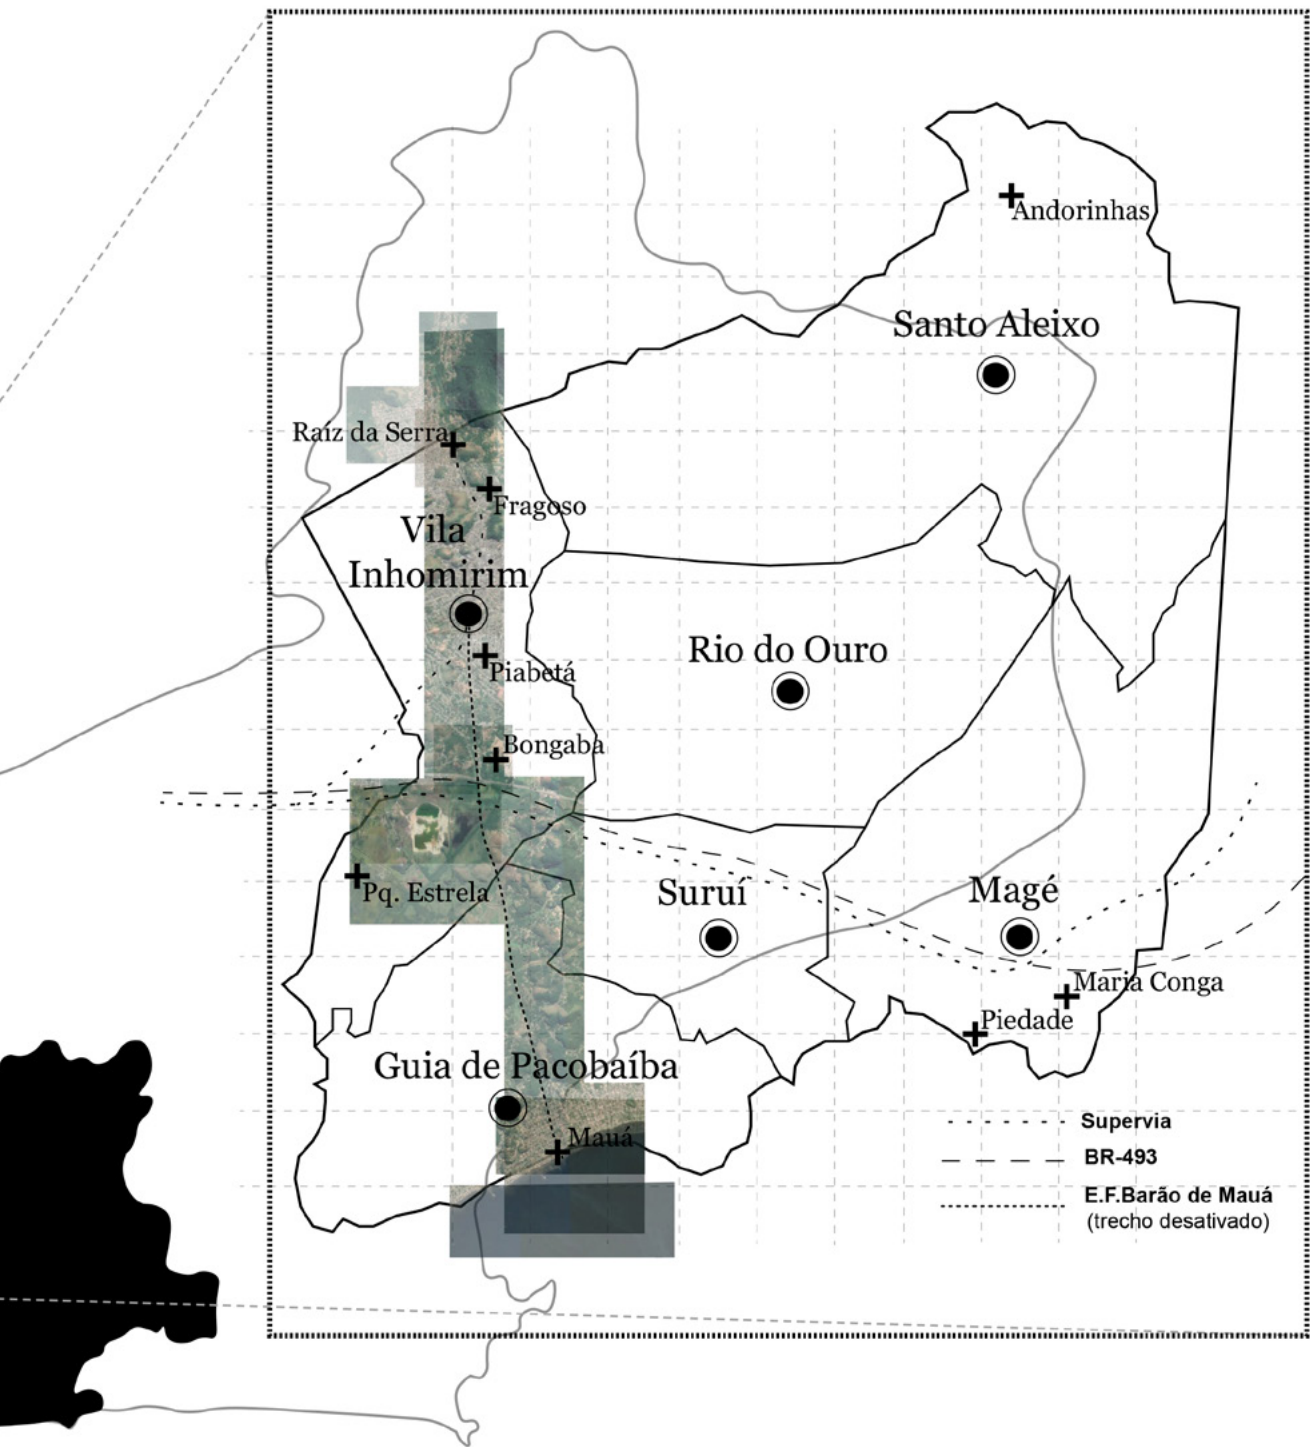 Andorinhas
Santo Aleixo
Raiz da Serra
Fragoso
Vila
Inhomirim
Rio do Ouro
Piabetá
Bongaba
Pq. Estrela
Suruí
Magé
Maria Conga
Piedade
Guia de Pacobaíba
Mauá
Supervia
BR-493
E.F.Barão de Mauá
(trecho desativado)